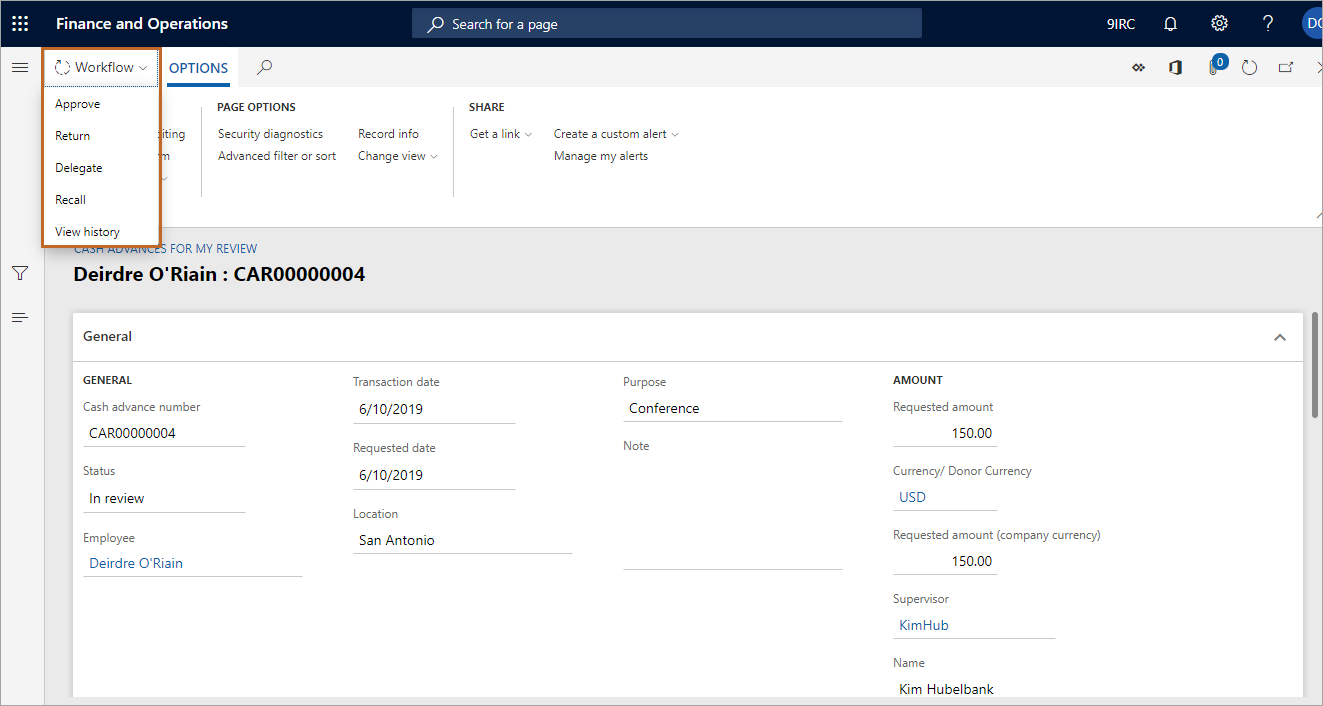 Finance and Operations
Search for a page
9IRC
?
DC
Workflow
OPTIONS
0
Approve
Return
Delegate
Recall
View history
PAGE OPTIONS
Security diagnostics
Record info
Advanced filter or sort
Change view
SHARE
Get a link
Create a custom alert
Manage my alerts
CASH ADVANCES FOR MY REVIEW
Deirdre O'Riain : CAR00000004
General
GENERAL
Cash advance number
CAR00000004
Status
In review
Employee
Deirdre O'Riain
Transaction date
6/10/2019
Requested date
6/10/2019
Location
San Antonio
Purpose
Conference
Note
AMOUNT
Requested amount
150.00
Currency/ Donor Currency
USD
Requested amount (company currency)
150.00
Supervisor
KimHub
Name
Kim Hubelbank